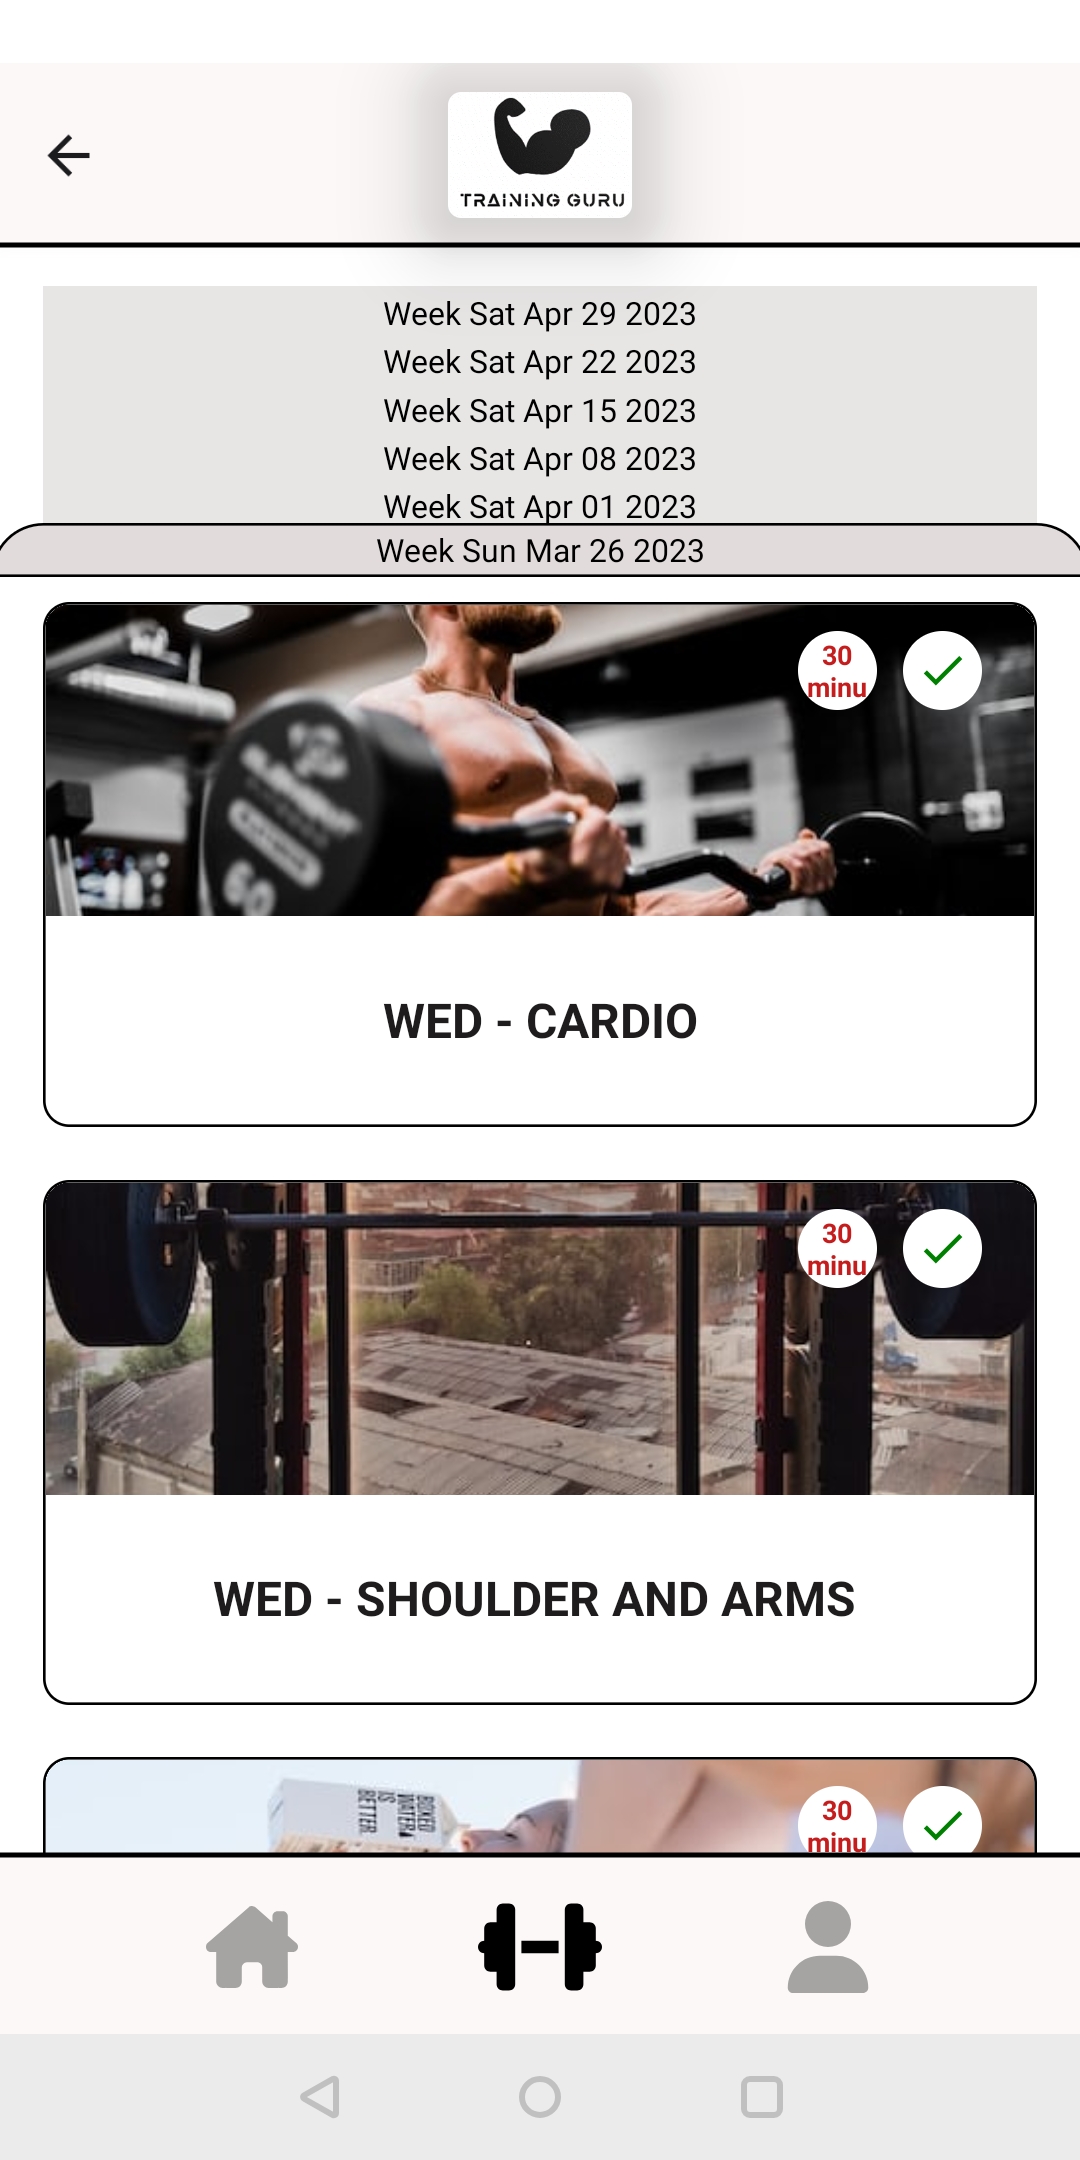 TRAINING GURU
Week Sat Apr 29 2023
Week Sat Apr 22 2023
Week Sat Apr 15 2023
Week Sat Apr 08 2023
Week Sat Apr 01 2023
Week Sun Mar 26 2023
30
minu
60
WED - CARDIO
30
minu
WED - SHOULDER AND ARMS
30
minu
BOXED
WATER
IS
BETTER.